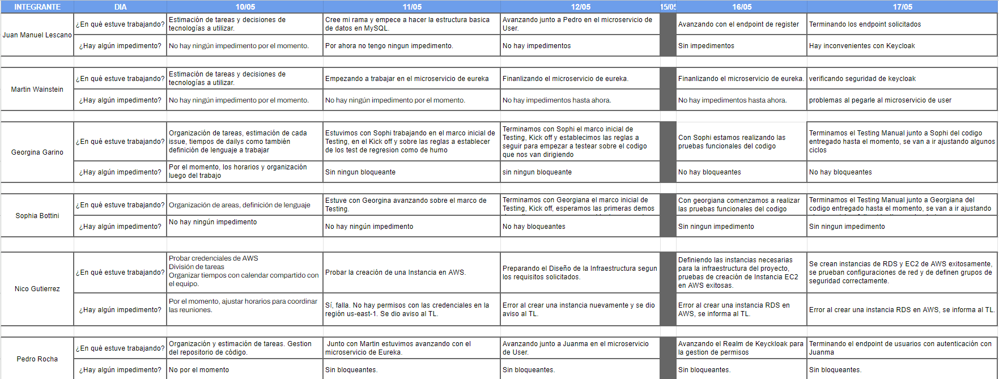 INTEGRANTE DIA 10/05 11/05 12/05 15/05 16/05 17/05
Juan Manuel Lescano
¿En qué estuve trabajando?
Estimación de tareas y decisiones de
tecnologías a utilizar.
Cree mi rama y empece a hacer la estructura basica
de datos en MySQL.
Avanzando junto a Pedro en el microservicio de
User.
Avanzando con el endpoint de register
Terminando los endpoint solicitados
¿Hay algún impedimento?
No hay ningún impedimento por el momento.
Por ahora no tengo ningun impedimento.
No hay impedimentos
Sin impedimentos
Hay inconvenientes con Keycloak
Martin Wainstein
¿En qué estuve trabajando?
Estimación de tareas y decisiones de
tecnologías a utilizar.
Empezando a trabajar en el microservicio de eureka
Finanlizando el microservicio de eureka.
Finanlizando el microservicio de eureka.
verificando seguridad de keycloak
¿Hay algún impedimento?
No hay ningún impedimento por el momento.
No hay ningún impedimento por el momento.
No hay impedimentos hasta ahora.
No hay impedimentos hasta ahora.
problemas al pegarle al microservicio de user
Georgina Garino
¿En qué estuve trabajando?
Organización de tareas, estimación de cada
issue, tiempos de dailys como también
definición de lenguaje a trabajar
Estuvimos con Sophi trabajando en el marco inicial de
Testing, en el Kick off y sobre las reglas a establecer
de los test de regresion como de humo
Terminamos con Sophi el marco inicial de
Testing, Kick off y establecimos las reglas a
seguir para empezar a testear sobre el codigo
que nos van dirigiendo
Con Sophi estamos realizando las
pruebas funcionales del codigo
Terminamos el Testing Manual junto a Sophi del codigo
entregado hasta el momento, se van a ir ajustando algunos
ciclos
¿Hay algún impedimento?
Por el momento, los horarios y organización
luego del trabajo
Sin ningun bloqueante
sin ningun bloqueante
No hay bloqueantes
No hay bloqueantes
Sophia Bottini
¿En qué estuve trabajando?
Organización de areas, definición de lenguaje
Estuve con Georgina avanzando sobre el marco de
Testing.
Terminamos con Georgiana el marco inicial de
Testing, Kick off, esperamos las primeras demos
Con georgiana comenzamos a realizar
las pruebas funcionales del codigo
Terminamos el Testing Manual junto a Georgiana del
codigo entregado hasta el momento, se van a ir ajustando
¿Hay algún impedimento?
No hay ningún impedimento
No hay ningún impedimento
No hay bloqueantes
Sin ningun impedimento
Sin ningun impedimento
Nico Gutierrez
¿En qué estuve trabajando?
Probar credenciales de AWS
División de tareas
Organizar tiempos con calendar compartido con
el equipo.
Probar la creación de una Instancia en AWS.
Preparando el Diseño de la Infraestructura segun
los requisitos solicitados.
Definiendo las instancias necesarias
para la infraestructura del proyecto,
pruebas de creación de Instancia EC2
en AWS exitosas.
Se crean instancias de RDS y EC2 de AWS exitosamente,
se prueban configuraciones de red y de definen grupos de
seguridad correctamente.
¿Hay algún impedimento?
Por el momento, ajustar horarios para coordinar
las reuniones.
Sí, falla. No hay permisos con las credenciales en la
región us-east-1. Se dio aviso al TL.
Error al crear una instancia nuevamente y se dio
aviso al TL.
Error al crear una instancia RDS en
AWS, se informa al TL.
Error al crear una instancia RDS en AWS, se informa al TL.
Pedro Rocha
¿En qué estuve trabajando?
Organización y estimación de tareas. Gestion
del repositorio de código.
Junto con Martin estuvimos avanzando con el
microservicio de Eureka.
Avanzando junto a Juanma en el microservicio
de User.
Avanzando el Realm de Keyckloak para
la gestion de permisos
Terminando el endpoint de usuarios con autenticación con
Juanma
¿Hay algún impedimento?
No por el momento
Sin bloqueantes.
Sin bloqueantes.
Sin bloqueantes.
Sin bloqueantes.